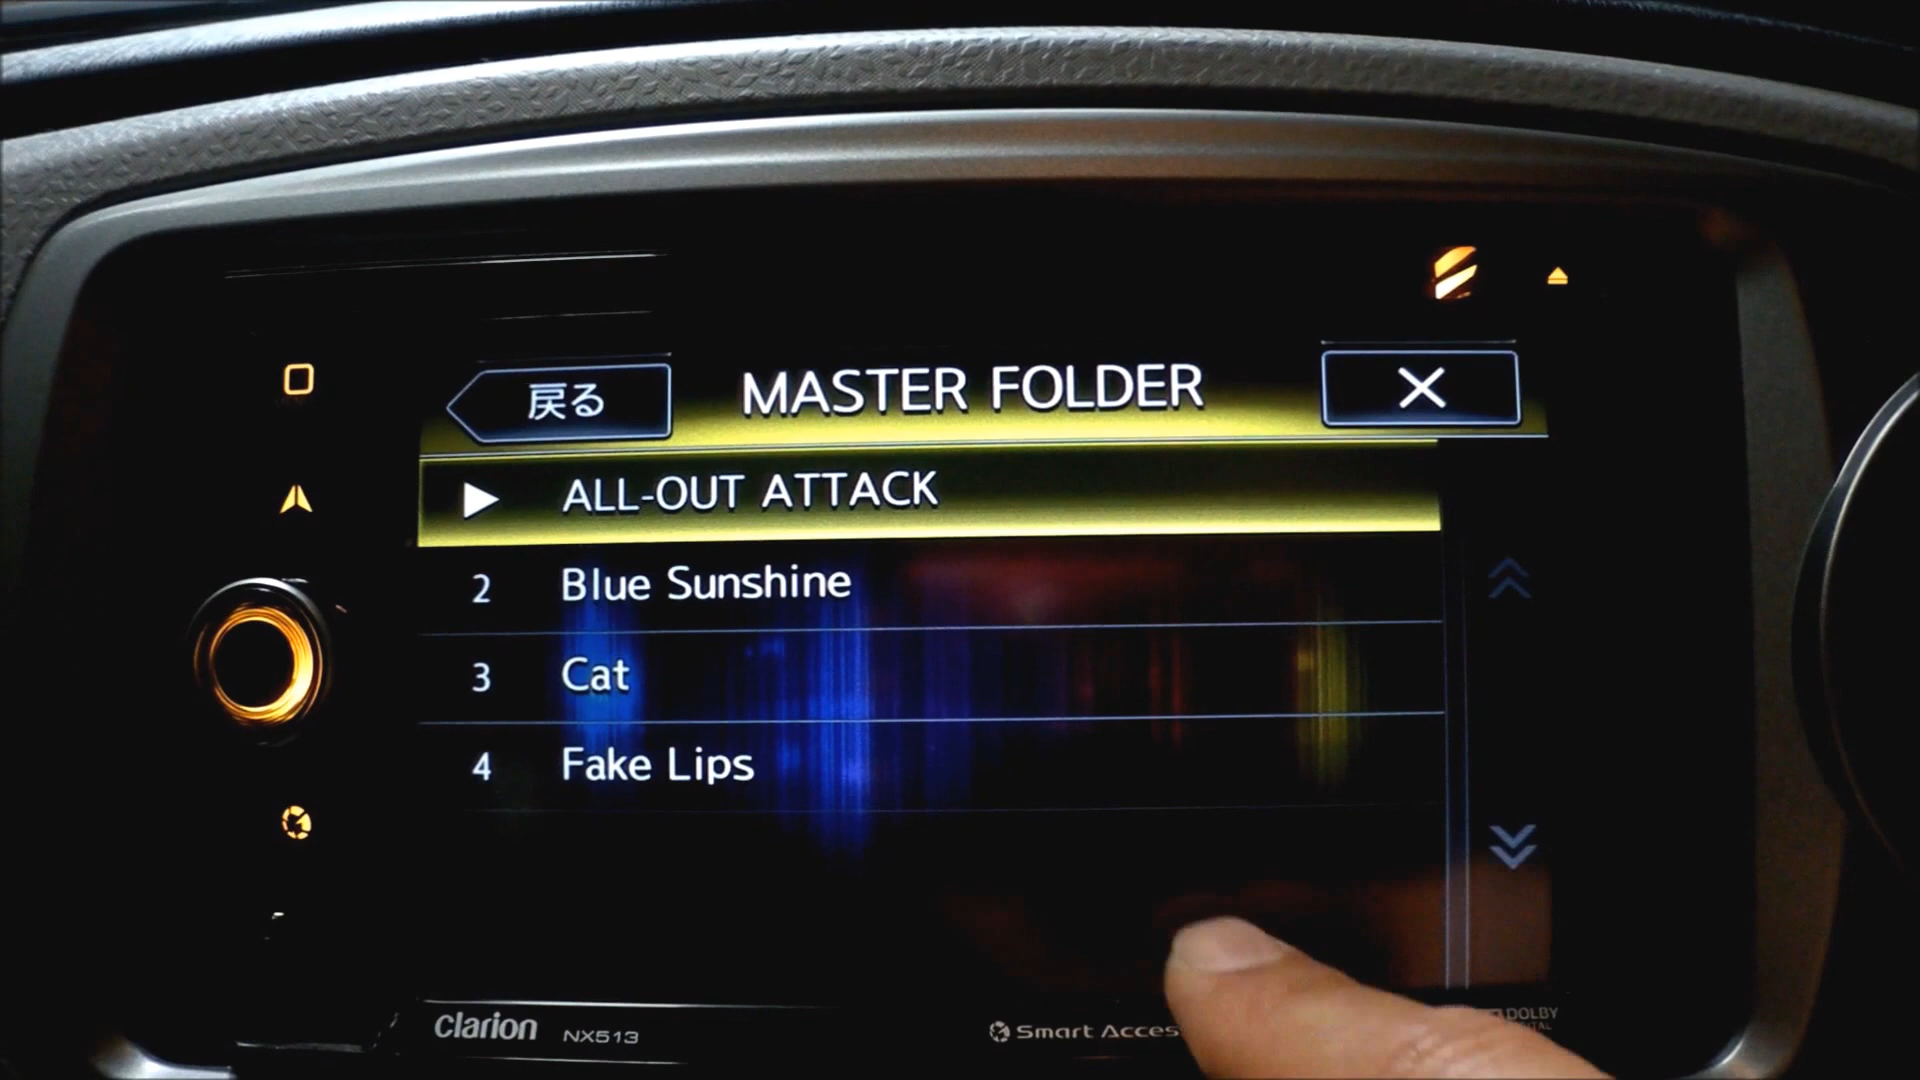 戻る MASTER FOLDER
ALL-OUT ATTACK
2 Blue Sunshine
3 Cat
4 Fake Lips
clarion NX513 Smart Acces DOLBY